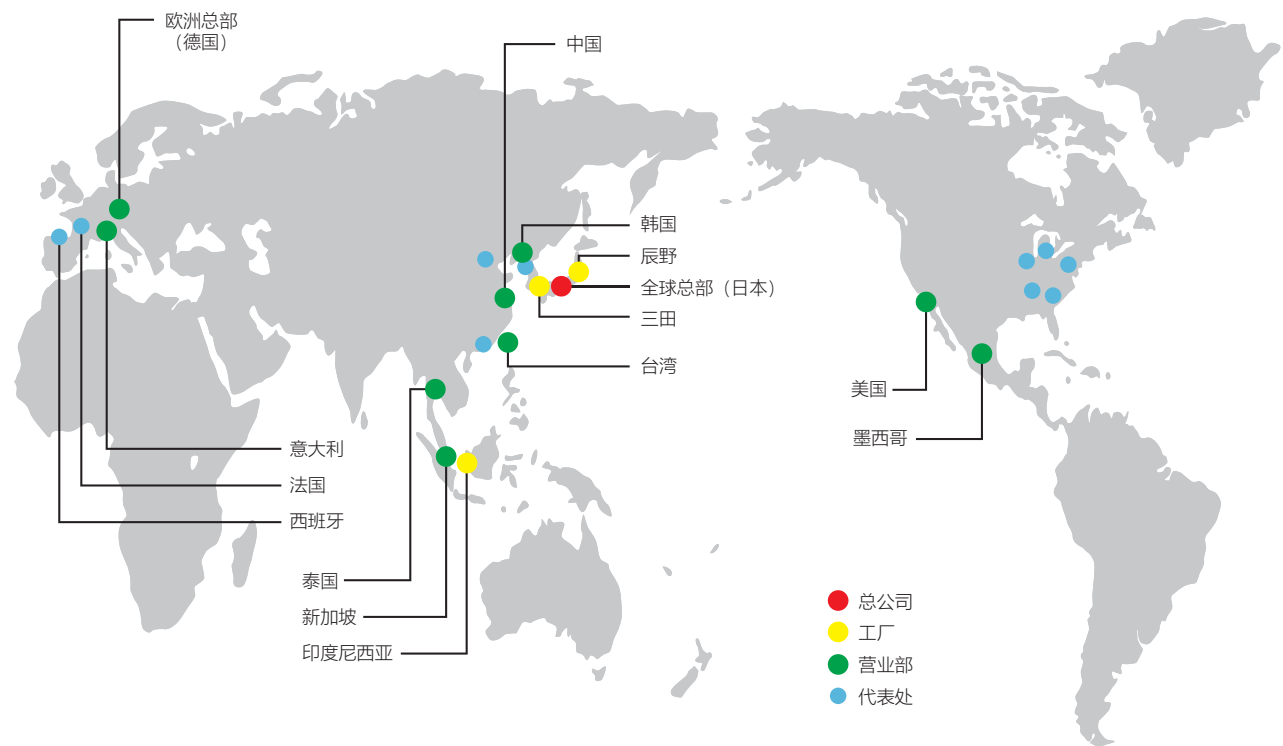 欧洲总部
（德国）
中国
韩国
辰野
全球总部（日本）
三田
台湾
美国
墨西哥
意大利
法国
西班牙
泰国
新加坡
印度尼西亚
总公司
工厂
营业部
代表处